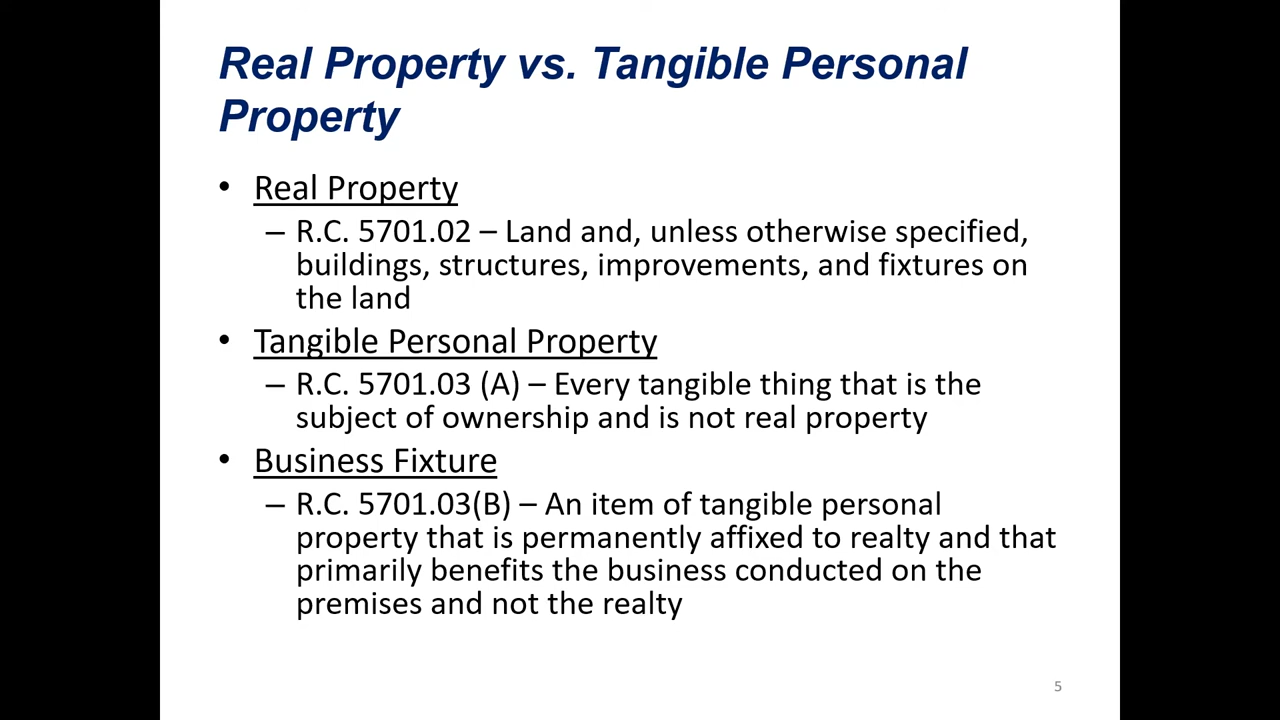 Real Property vs. Tangible Personal
Property
• Real Property
– R.C. 5701.02 – Land and, unless otherwise specified,
buildings, structures, improvements, and fixtures on
the land
• Tangible Personal Property
– R.C. 5701.03 (A) – Every tangible thing that is the
subject of ownership and is not real property
• Business Fixture
– R.C. 5701.03(B) – An item of tangible personal
property that is permanently affixed to realty and that
primarily benefits the business conducted on the
premises and not the realty
5